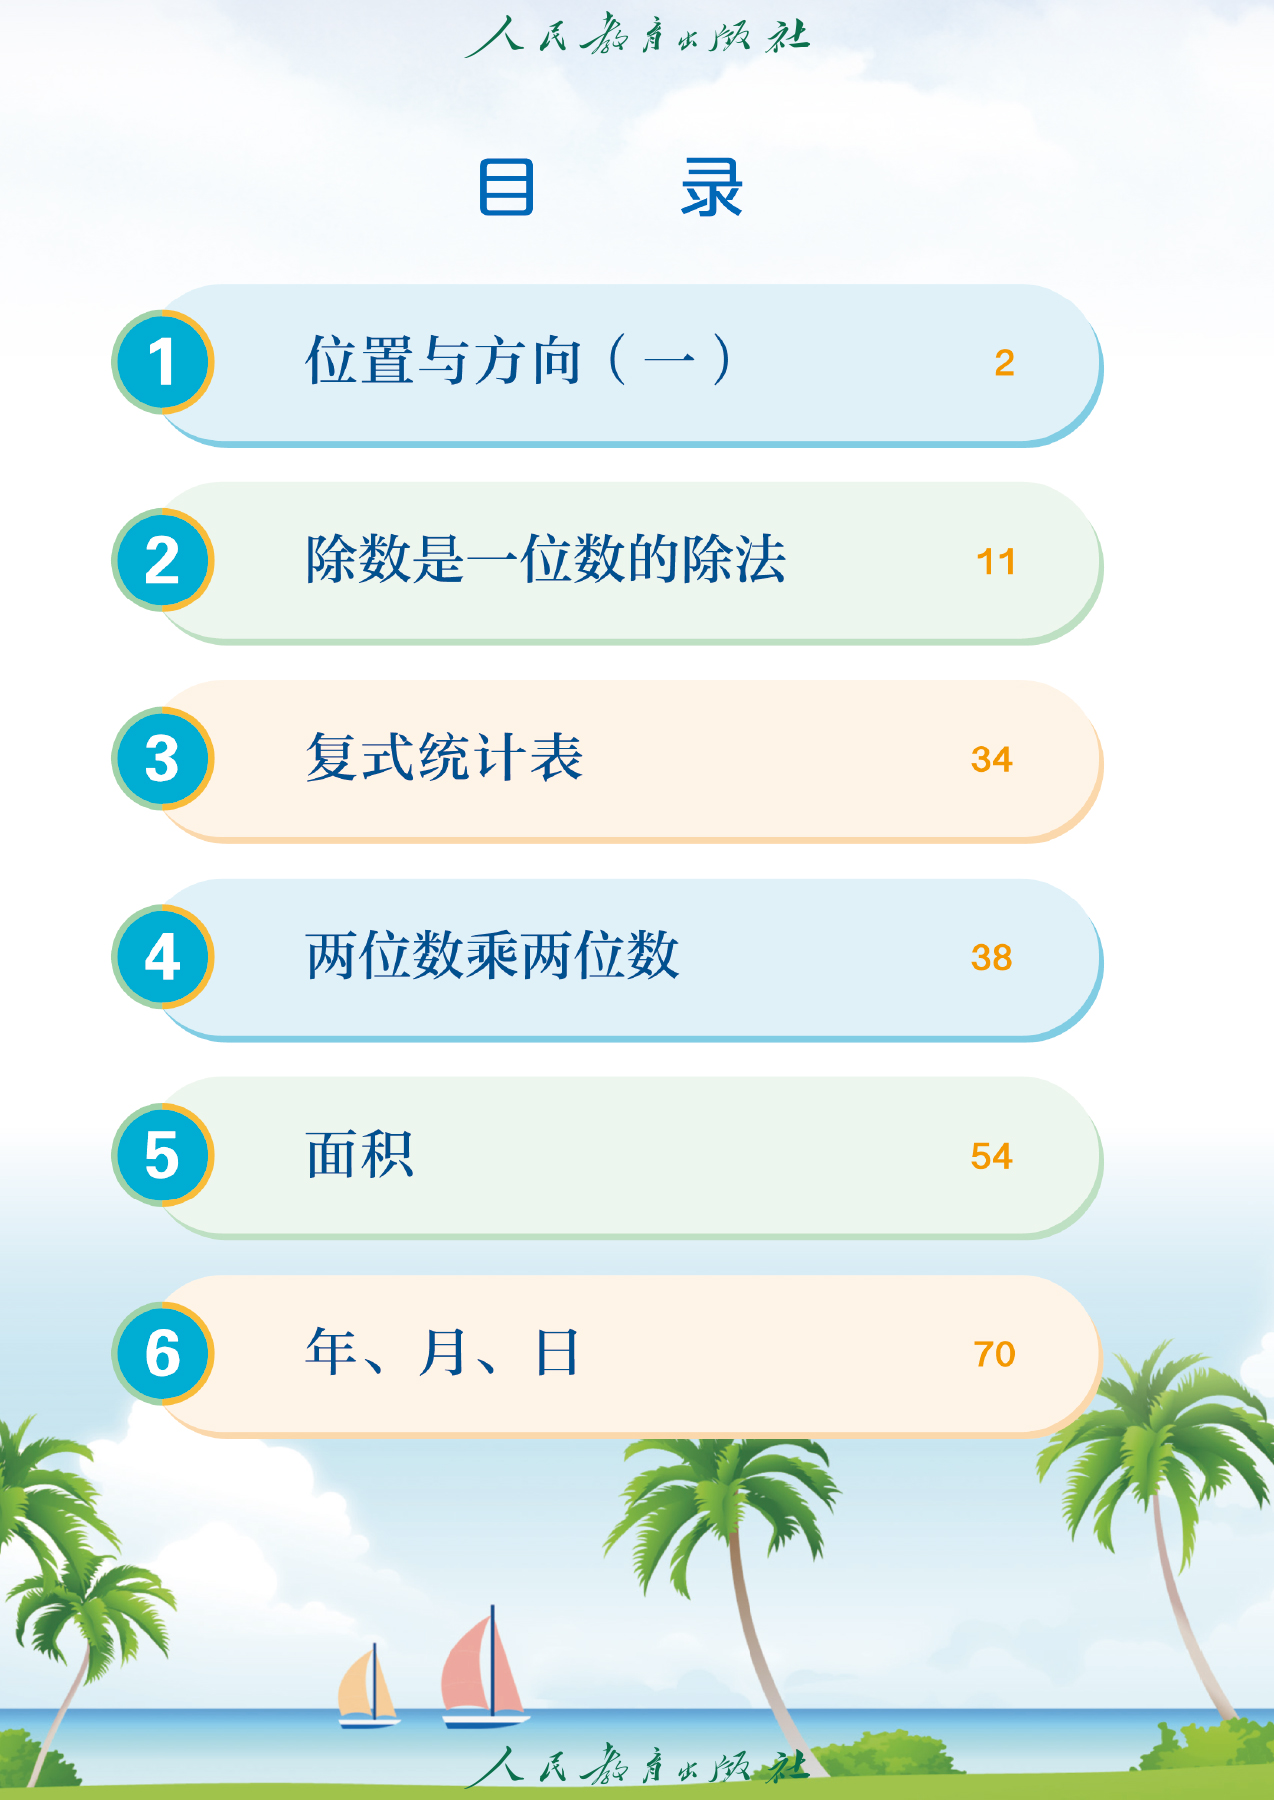 人民教育出版社
目 录
1 位置与方向（一） 2
2 除数是一位数的除法 11
3 复式统计表 34
4 两位数乘两位数 38
5 面积 54
6 年、月、日 70
人民教育出版社